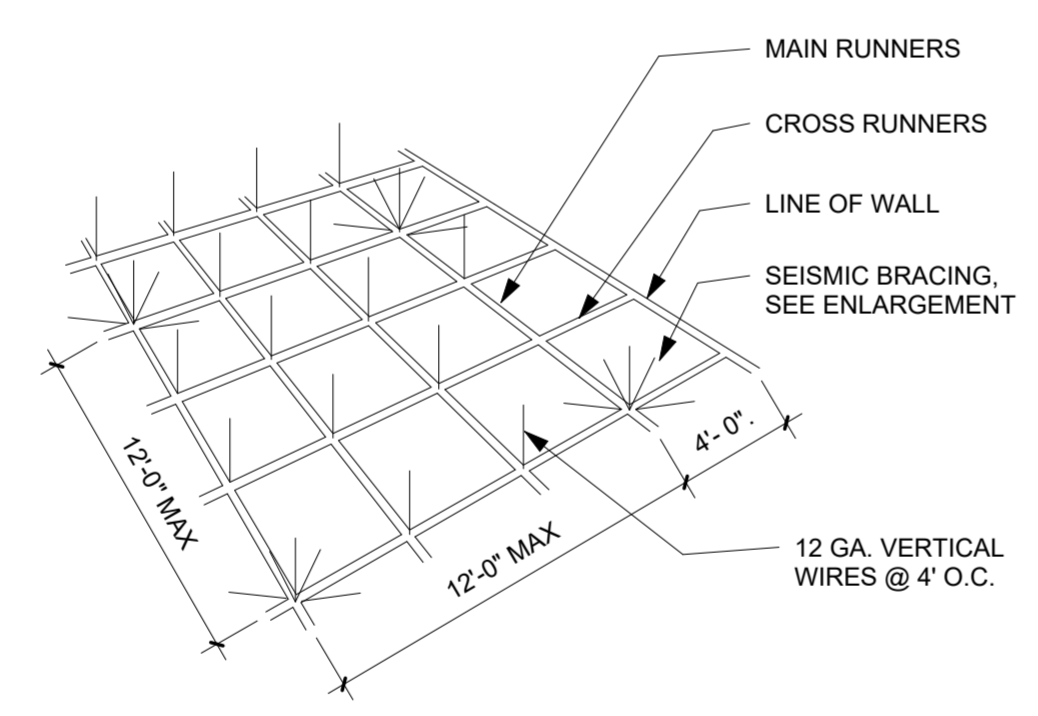 MAIN RUNNERS
CROSS RUNNERS
LINE OF WALL
SEISMIC BRACING,
SEE ENLARGEMENT
4'- 0".
12'-0" MAX
12'-0" MAX
12 GA. VERTICAL
WIRES @ 4' O.C.